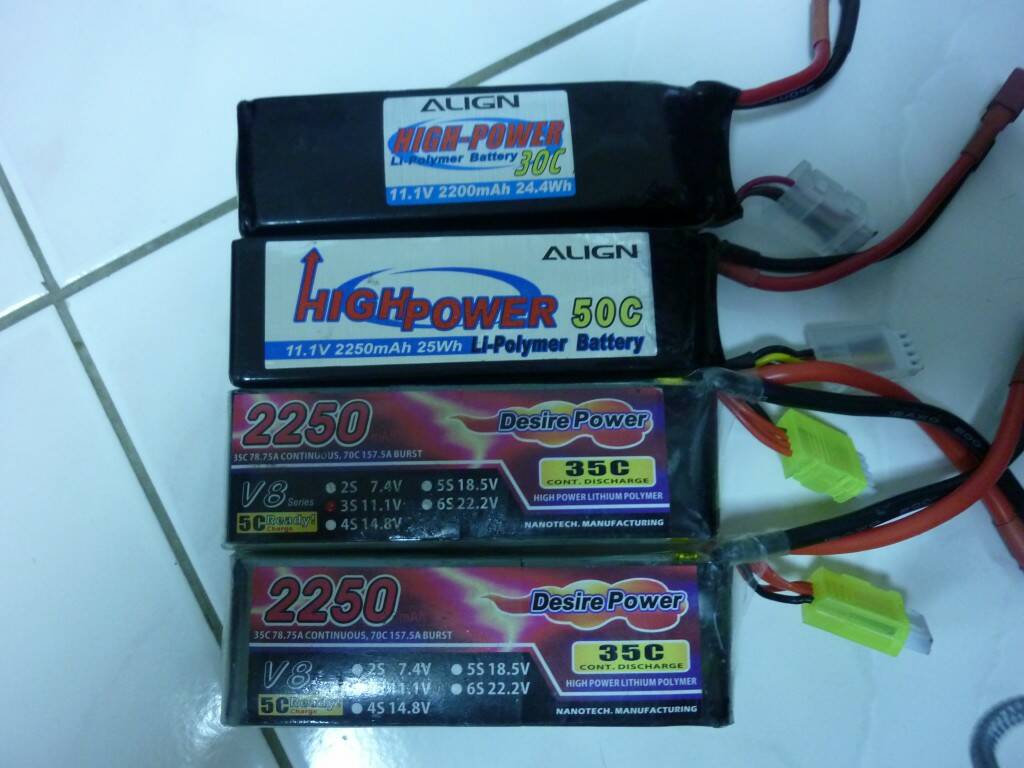 ALIGN
HIGH-POWER
Li-Polymer Battery
30C
11.1V 2200mAh 24.4Wh
ALIGN
HIGHPOWER 50C
11.1V 2250mAh 25Wh Li-Polymer Battery
2250
Desire Power
35C 78.75A CONTINUOUS, 70C 157.5A BURST
35C
CONT. DISCHARGE
V8 Series
2S 7.4V 5S 18.5V
3S 11.1V 6S 22.2V
4S 14.8V
HIGH POWER LITHIUM POLYMER
5C Ready!
Charge
NANOTECH. MANUFACTURING
2250
Desire Power
35C 78.75A CONTINUOUS, 70C 157.5A BURST
35C
CONT. DISCHARGE
V8
2S 7.4V 5S 18.5V
11.1V 6S 22.2V
4S 14.8V
HIGH POWER LITHIUM POLYMER
5C Ready!
Charge
NANOTECH. MANUFACTURING